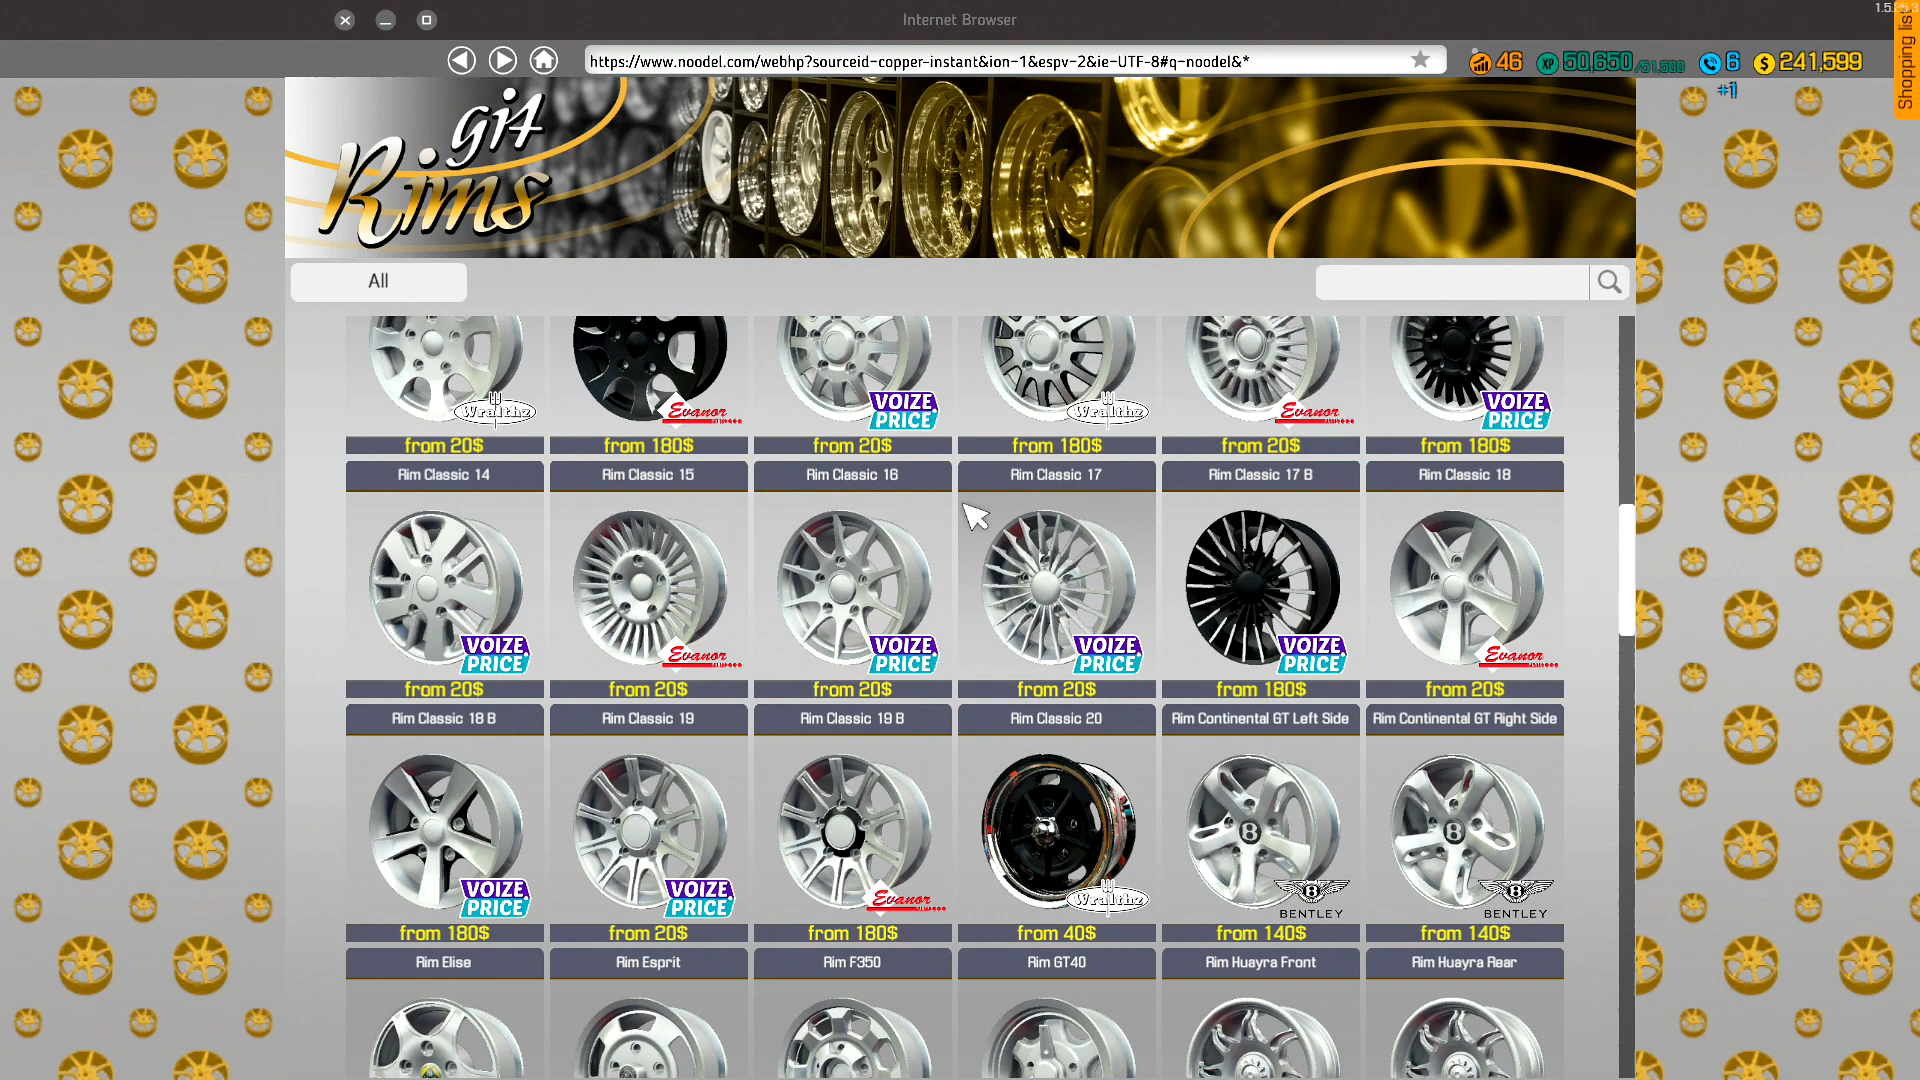 Internet Browser
https://www.noodel.com/webhp?sourceid-copper-instant&ion-1&espv-2&ie-UTF-8#q-noodel&*
46
XP 50,650
6
$ 241,599
+1
Shopping list
git
Rims
All
Wralthz Evanor VOIZE PRICE Wralthz Evanor VOIZE PRICE
from 20$ from 180$ from 20$ from 180$ from 20$ from 180$
Rim Classic 14 Rim Classic 15 Rim Classic 16 Rim Classic 17 Rim Classic 17 B Rim Classic 18
VOIZE PRICE Evanor VOIZE PRICE VOIZE PRICE VOIZE PRICE Evanor
from 20$ from 20$ from 20$ from 20$ from 180$ from 20$
Rim Classic 18 B Rim Classic 19 Rim Classic 19 B Rim Classic 20 Rim Continental GT Left Side Rim Continental GT Right Side
VOIZE PRICE VOIZE PRICE Evanor Wralthz B BENTLEY B BENTLEY
from 180$ from 20$ from 180$ from 40$ from 140$ from 140$
Rim Elise Rim Esprit Rim F350 Rim GT40 Rim Huayra Front Rim Huayra Rear